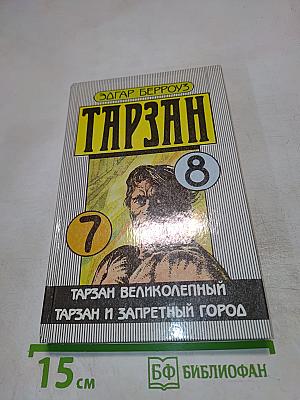 ЭДГАР БЕРРОУЗ
ТАРЗАН
8
7
ТАРЗАН ВЕЛИКОЛЕПНЫЙ
ТАРЗАН И ЗАПРЕТНЫЙ ГОРОД
15 см
БФ БИБЛИОФАН